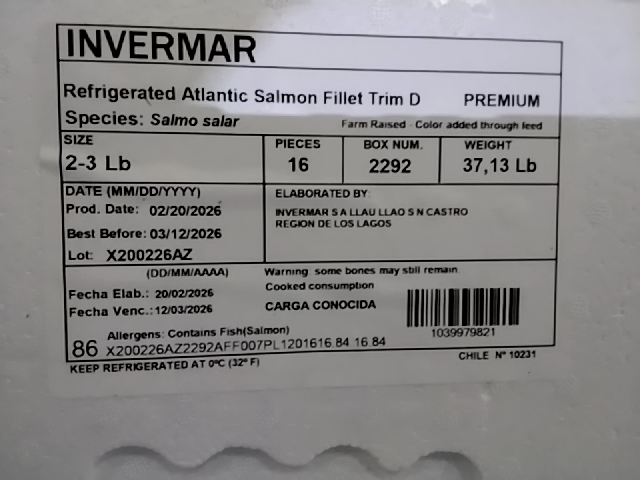 INVERMAR
Refrigerated Atlantic Salmon Fillet Trim D PREMIUM
Species: Salmo salar Farm Raised - Color added through feed
SIZE PIECES BOX NUM. WEIGHT
2-3 Lb 16 2292 37,13 Lb
DATE (MM/DD/YYYY) ELABORATED BY:
Prod. Date: 02/20/2026 INVERMAR S A LLAU LLAO S N CASTRO
Best Before: 03/12/2026 REGION DE LOS LAGOS
Lot: X200226AZ
(DD/MM/AAAA) Warning: some bones may still remain.
Fecha Elab.: 20/02/2026 Cooked consumption
Fecha Venc.: 12/03/2026 CARGA CONOCIDA
Allergens: Contains Fish(Salmon) 1039979821
86 X200226AZ2292AFF007PL1201616 84 16 84
KEEP REFRIGERATED AT 0ºC (32º F) CHILE Nº 10231